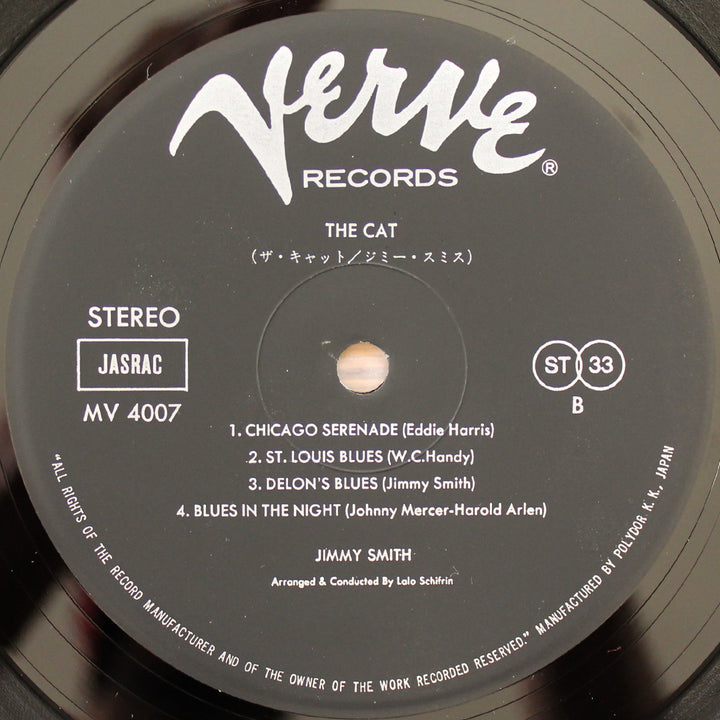 Verve®
RECORDS
THE CAT
(ザ・キャット／ジミー・スミス)
STEREO
JASRAC
MV 4007
ST 33
B
1. CHICAGO SERENADE (Eddie Harris)
2. ST. LOUIS BLUES (W.C.Handy)
3. DELON'S BLUES (Jimmy Smith)
4. BLUES IN THE NIGHT (Johnny Mercer-Harold Arlen)
JIMMY SMITH
Arranged & Conducted By Lalo Schifrin
"ALL RIGHTS OF THE RECORD MANUFACTURER AND OF THE OWNER OF THE WORK RECORDED RESERVED." MANUFACTURED BY POLYDOR K.K., JAPAN